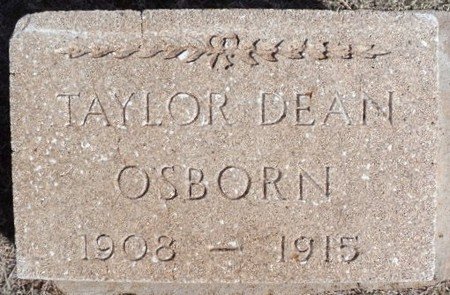 TAYLOR DEAN
OSBORN
1908 – 1915